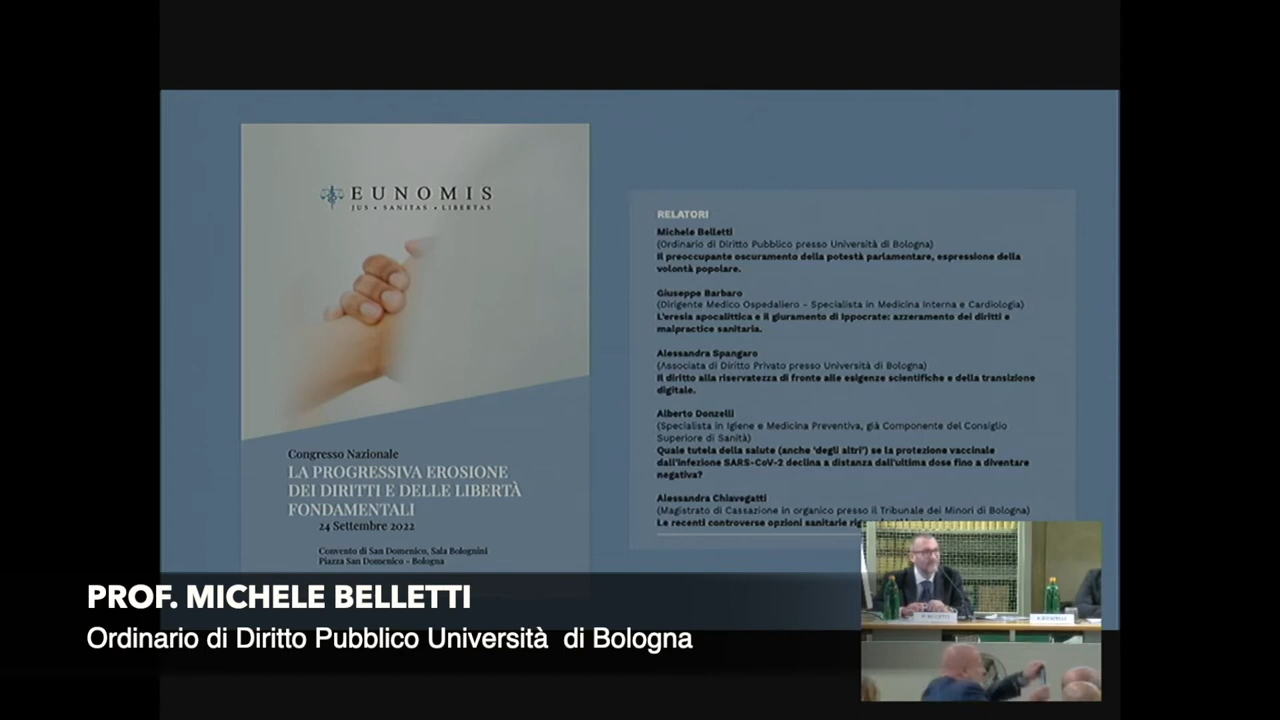 EUNOMIS
JUS • SANITAS • LIBERTAS
Congresso Nazionale
LA PROGRESSIVA EROSIONE
DEI DIRITTI E DELLE LIBERTÀ
FONDAMENTALI
24 Settembre 2022
Convento di San Domenico, Sala Bolognini
Piazza San Domenico - Bologna
RELATORI
Michele Belletti
(Ordinario di Diritto Pubblico presso Università di Bologna)
Il preoccupante oscuramento della potestà parlamentare, espressione della
volontà popolare.
Giuseppe Barbaro
(Dirigente Medico Ospedaliero - Specialista in Medicina Interna e Cardiologia)
L'eresia apocalittica e il giuramento di Ippocrate: azzeramento dei diritti e
malpractice sanitaria.
Alessandra Spangaro
(Associata di Diritto Privato presso Università di Bologna)
Il diritto alla riservatezza di fronte alle esigenze scientifiche e della transizione
digitale.
Alberto Donzelli
(Specialista in Igiene e Medicina Preventiva, già Componente del Consiglio
Superiore di Sanità)
Quale tutela della salute (anche 'degli altri') se la protezione vaccinale
dall'infezione SARS-CoV-2 declina a distanza dall'ultima dose fino a diventare
negativa?
Alessandra Chiavegatti
(Magistrato di Cassazione in organico presso il Tribunale dei Minori di Bologna)
Le recenti controverse opzioni sanitarie
PROF. MICHELE BELLETTI
Ordinario di Diritto Pubblico Università di Bologna